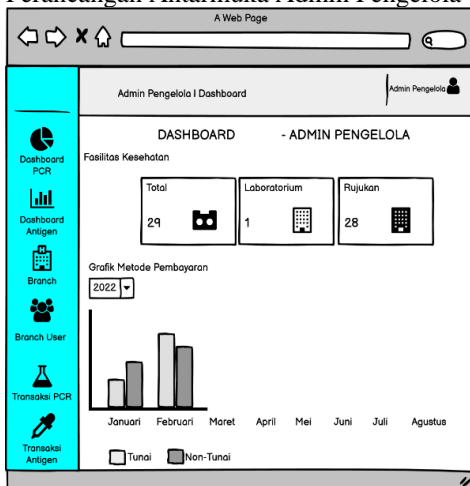 Perancangan Antarmuka Admin Pengelola
A Web Page
Admin Pengelola I Dashboard
Admin Pengelola
DASHBOARD - ADMIN PENGELOLA
Fasilitas Kesehatan
Total
29
Laboratorium
1
Rujukan
28
Grafik Metode Pembayaran
2022
Januari Februari Maret April Mei Juni Juli Agustus
Tunai Non-Tunai
Dashboard
PCR
Dashboard
Antigen
H
Branch
Branch User
Transaksi PCR
Transaksi
Antigen